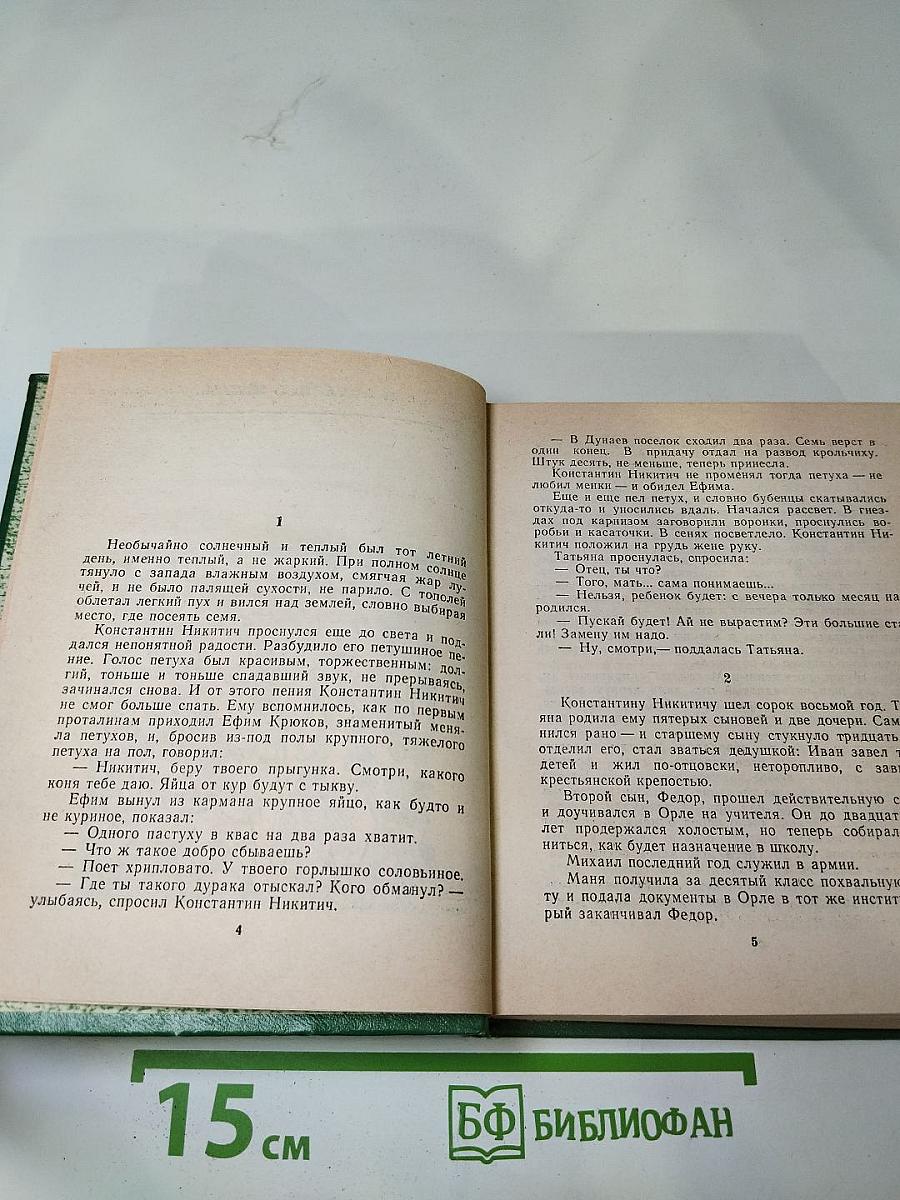 1
Необычайно солнечный и теплый был тот летний
день, именно теплый, а не жаркий. При полном солнце
тянуло с запада влажным воздухом, смягчая жар лу-
чей, и не было палящей сухости, не парило. С тополей
облетал легкий пух и вился над землей, словно выбирая
место, где посеять семя.
Константин Никитич проснулся еще до света и под-
дался непонятной радости. Разбудило его петушиное пе-
ние. Голос петуха был красивым, торжественным: дол-
гий, тоньше и тоньше спадавший звук, не прерываясь,
зачинался снова. И от этого пения Константин Никитич
не смог больше спать. Ему вспомнилось, как по первым
проталинам приходил Ефим Крюков, знаменитый меня-
ла петухов, и, бросив из-под полы крупного, тяжелого
петуха на пол, говорил:
— Никитич, беру твоего прыгунка. Смотри, какого
коня тебе даю. Яйца от кур будут с тыкву.
Ефим вынул из кармана крупное яйцо, как будто и
не куриное, показал:
— Одного пастуху в квас на два раза хватит.
— Что ж такое добро сбываешь?
— Поет хрипловато. У твоего горлышко соловьиное.
— Где ты такого дурака отыскал? Кого обманул? —
улыбаясь, спросил Константин Никитич.
4
— В Дунаев поселок сходил два раза. Семь верст в
один конец. В придачу отдал на развод крольчиху.
Штук десять, не меньше, теперь принесла.
Константин Никитич не променял тогда петуха — не
любил менки — и обидел Ефима.
Еще и еще пел петух, и словно бубенцы скатывались
откуда-то и уносились вдаль. Начался рассвет. В гнез-
дах под карнизом заговорили воронки, проснулись во-
робьи и касаточки. В сенях посветлело. Константин Ни-
китич положил на грудь жене руку.
Татьяна проснулась, спросила:
— Отец, ты что?
— Того, мать... сама понимаешь...
— Нельзя, ребенок будет: с вечера только месяц на
родился.
— Пускай будет! Ай не вырастим? Эти большие ста
ли! Замену им надо.
— Ну, смотри,— поддалась Татьяна.
2
Константину Никитичу шел сорок восьмой год. Т
яна родила ему пятерых сыновей и две дочери. Сам
нился рано — и старшему сыну стукнуло тридцать
отделил его, стал зваться дедушкой: Иван завел т
детей и жил по-отцовски, неторопливо, с зави
крестьянской крепостью.
Второй сын, Федор, прошел действительную с
и доучивался в Орле на учителя. Он до двадцат
лет продержался холостым, но теперь собирал
ниться, как будет назначение в школу.
Михаил последний год служил в армии.
Маня получила за десятый класс похвальную
ту и подала документы в Орле в тот же инстит
рый заканчивал Федор.
5
15 см
БФ БИБЛИОФАН